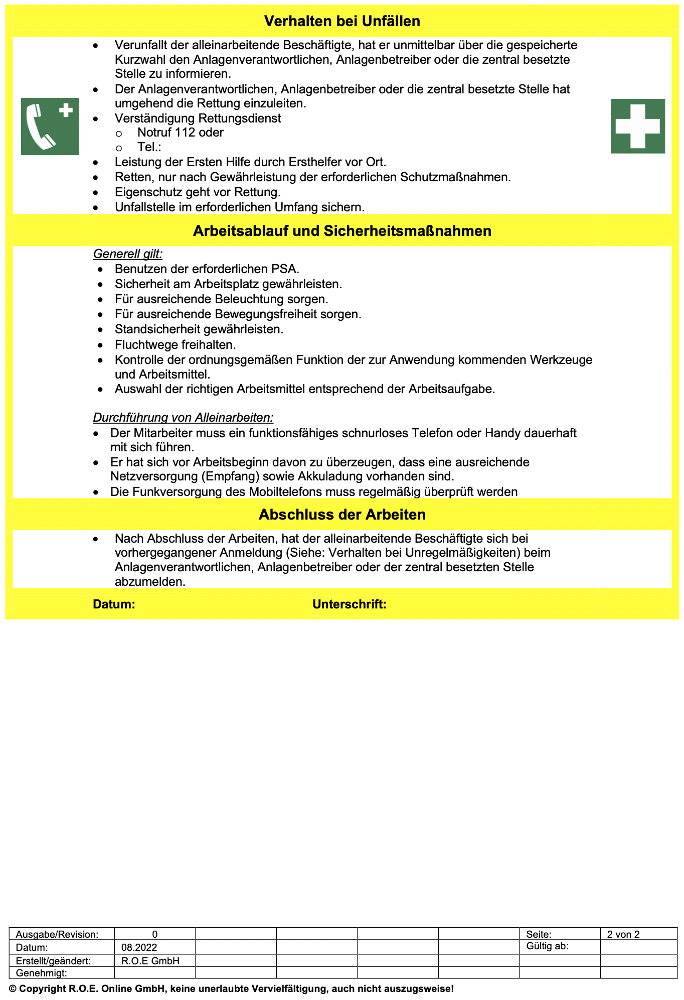 Verhalten bei Unfällen
• Verunfallt der alleinarbeitende Beschäftigte, hat er unmittelbar über die gespeicherte
Kurzwahl den Anlagenverantwortlichen, Anlagenbetreiber oder die zentral besetzte
Stelle zu informieren.
• Der Anlagenverantwortlichen, Anlagenbetreiber oder die zentral besetzte Stelle hat
umgehend die Rettung einzuleiten.
• Verständigung Rettungsdienst
o Notruf 112 oder
o Tel.:
• Leistung der Ersten Hilfe durch Ersthelfer vor Ort.
• Retten, nur nach Gewährleistung der erforderlichen Schutzmaßnahmen.
• Eigenschutz geht vor Rettung.
• Unfallstelle im erforderlichen Umfang sichern.
Arbeitsablauf und Sicherheitsmaßnahmen
Generell gilt:
• Benutzen der erforderlichen PSA.
• Sicherheit am Arbeitsplatz gewährleisten.
• Für ausreichende Beleuchtung sorgen.
• Für ausreichende Bewegungsfreiheit sorgen.
• Standsicherheit gewährleisten.
• Fluchtwege freihalten.
• Kontrolle der ordnungsgemäßen Funktion der zur Anwendung kommenden Werkzeuge
und Arbeitsmittel.
• Auswahl der richtigen Arbeitsmittel entsprechend der Arbeitsaufgabe.
Durchführung von Alleinarbeiten:
• Der Mitarbeiter muss ein funktionsfähiges schnurloses Telefon oder Handy dauerhaft
mit sich führen.
• Er hat sich vor Arbeitsbeginn davon zu überzeugen, dass eine ausreichende
Netzversorgung (Empfang) sowie Akkuladung vorhanden sind.
• Die Funkversorgung des Mobiltelefons muss regelmäßig überprüft werden
Abschluss der Arbeiten
• Nach Abschluss der Arbeiten, hat der alleinarbeitende Beschäftigte sich bei
vorhergegangener Anmeldung (Siehe: Verhalten bei Unregelmäßigkeiten) beim
Anlagenverantwortlichen, Anlagenbetreiber oder der zentral besetzten Stelle
abzumelden.
Datum: Unterschrift:
Ausgabe/Revision: 0 Seite: 2 von 2
Datum: 08.2022 Gültig ab:
Erstellt/geändert: R.O.E GmbH
Genehmigt:
© Copyright R.O.E. Online GmbH, keine unerlaubte Vervielfältigung, auch nicht auszugsweise!